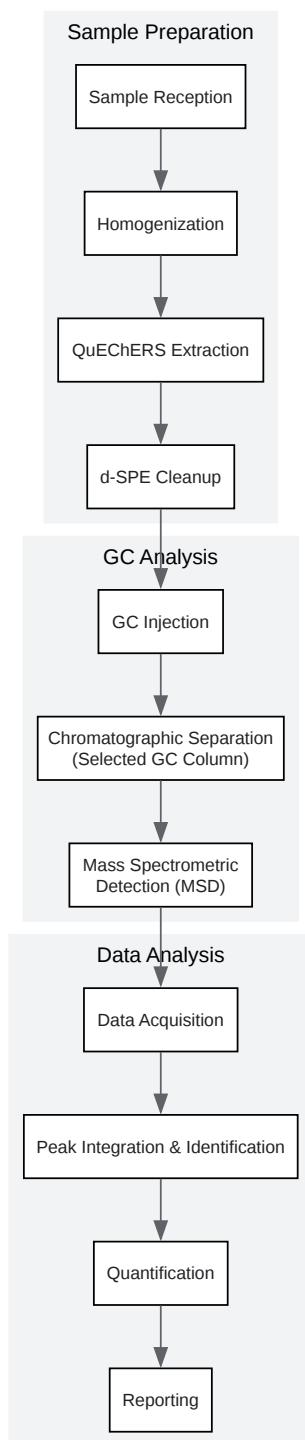 Sample Preparation
Sample Reception
Homogenization
QuEChERS Extraction
d-SPE Cleanup
GC Analysis
GC Injection
Chromatographic Separation
(Selected GC Column)
Mass Spectrometric
Detection (MSD)
Data Analysis
Data Acquisition
Peak Integration & Identification
Quantification
Reporting